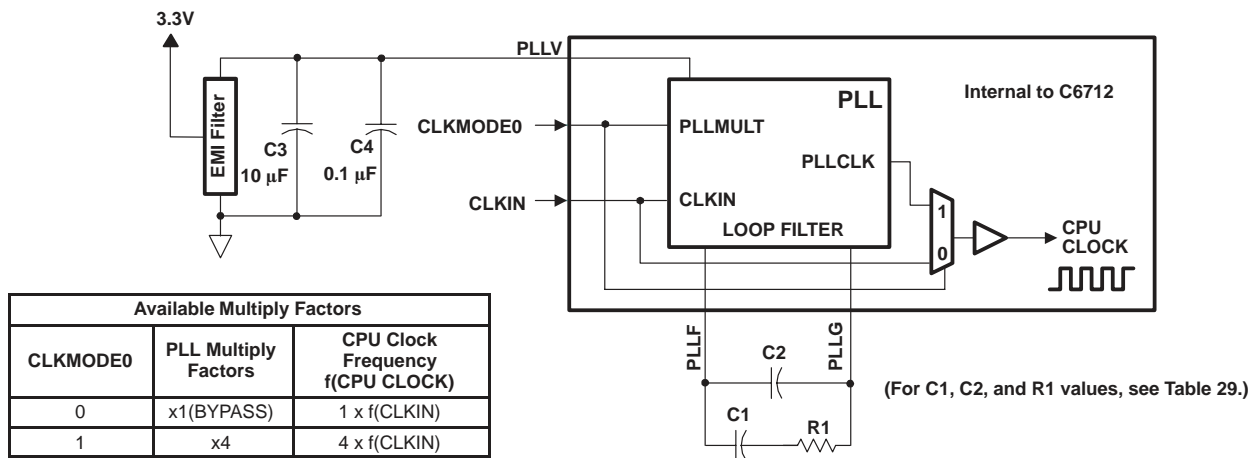 3.3V
PLLV
EMI Filter
C3
10 μF
C4
0.1 μF
CLKMODE0
CLKIN
PLL
Internal to C6712
PLLMULT
PLLCLK
CLKIN
LOOP FILTER
1
0
CPU
CLOCK
PLLF
PLLG
C2
C1
R1
(For C1, C2, and R1 values, see Table 29.)
Available Multiply Factors
CLKMODE0
PLL Multiply
Factors
CPU Clock
Frequency
f(CPU CLOCK)
0
x1(BYPASS)
1 x f(CLKIN)
1
x4
4 x f(CLKIN)